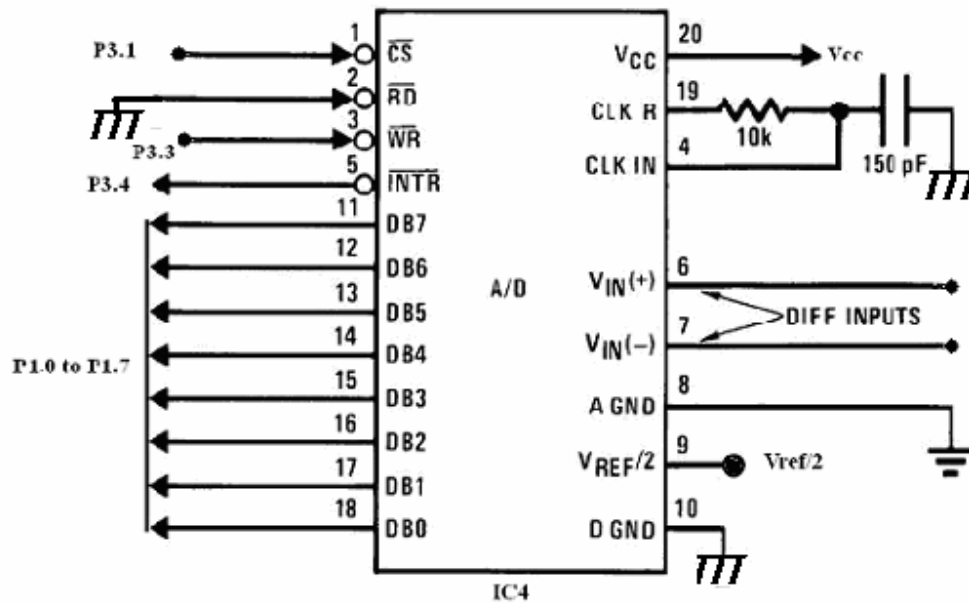 1
P3.1
CS
2
RD
3
P3.3
WR
5
P3.4
INTR
11
DB7
12
DB6
13
DB5
14
DB4
P1.0 to P1.7
15
DB3
16
DB2
17
DB1
18
DB0
A/D
20
VCC
Vcc
19
CLK R
10k
4
CLK IN
150 pF
6
VIN(+)
DIFF INPUTS
7
VIN(−)
8
A GND
9
VREF/2
Vref/2
10
D GND
IC4